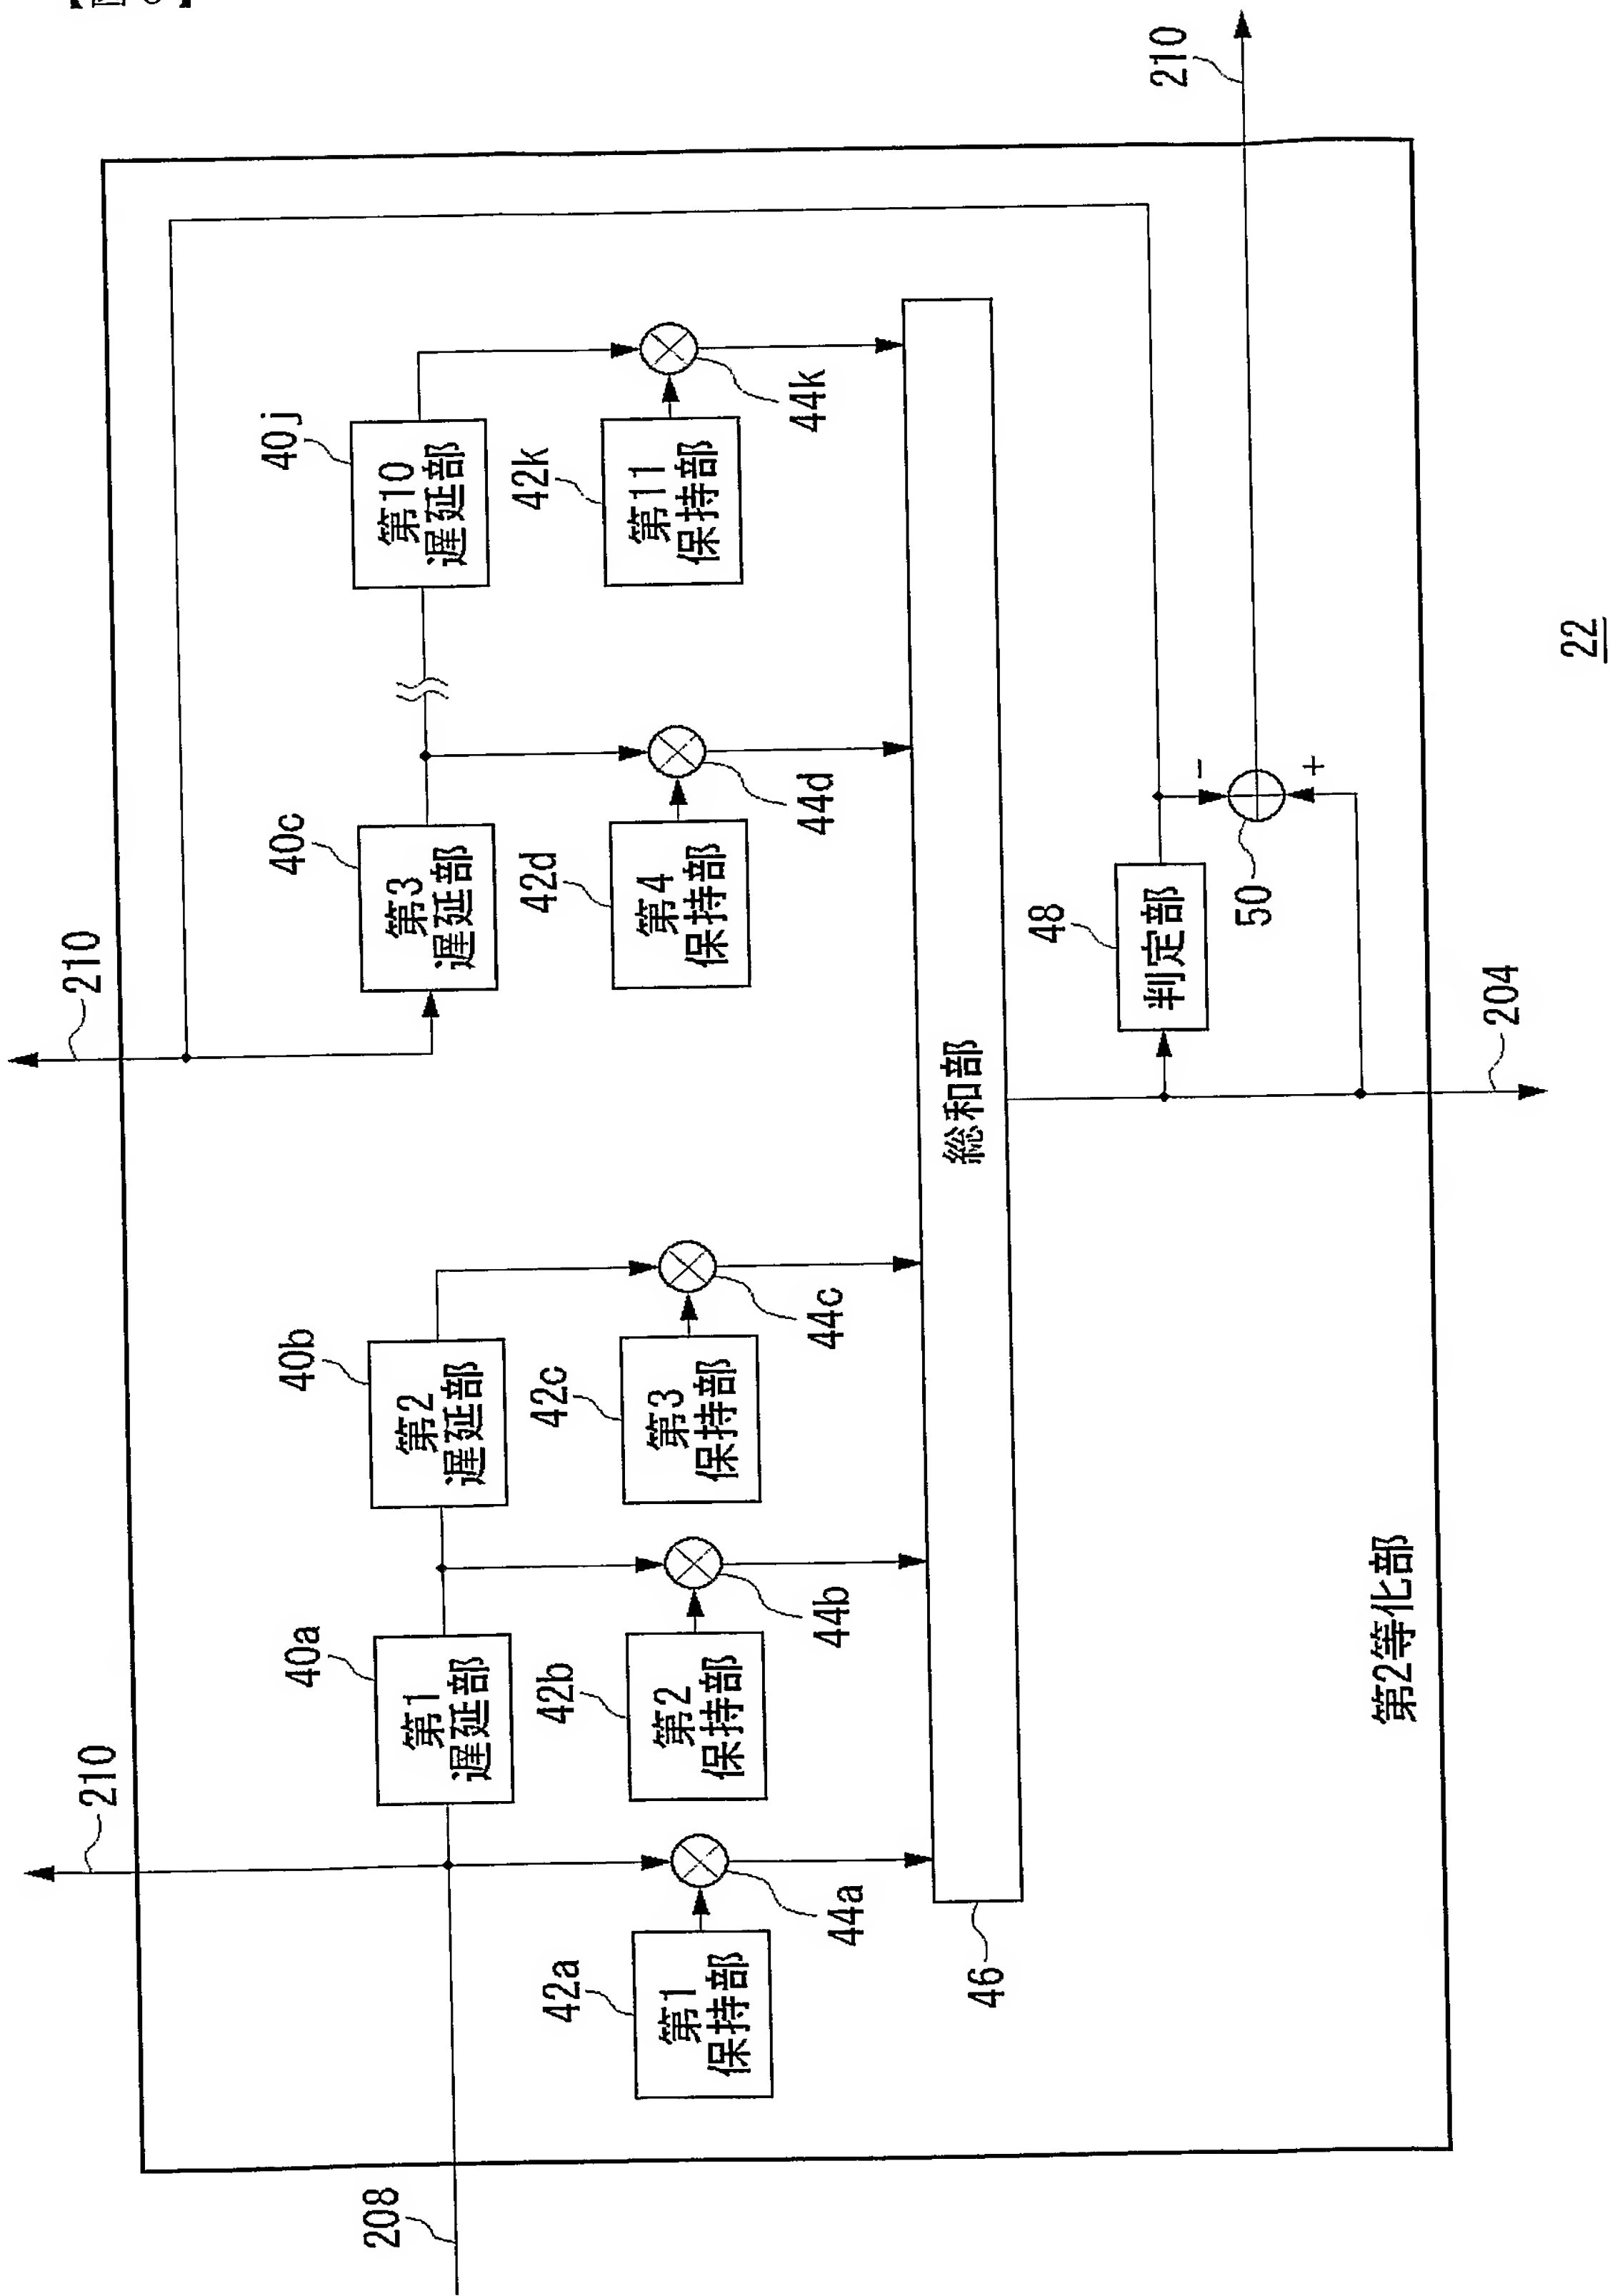 210
210
210
40a
第1
遅延部
40b
第2
遅延部
40c
第3
遅延部
40j
第10
遅延部
208
42a
第1
保持部
42b
第2
保持部
42c
第3
保持部
42d
第4
保持部
42k
第11
保持部
44a
44b
44c
44d
44k
46
総和部
48
判定部
−
+
50
204
第2等化部
22